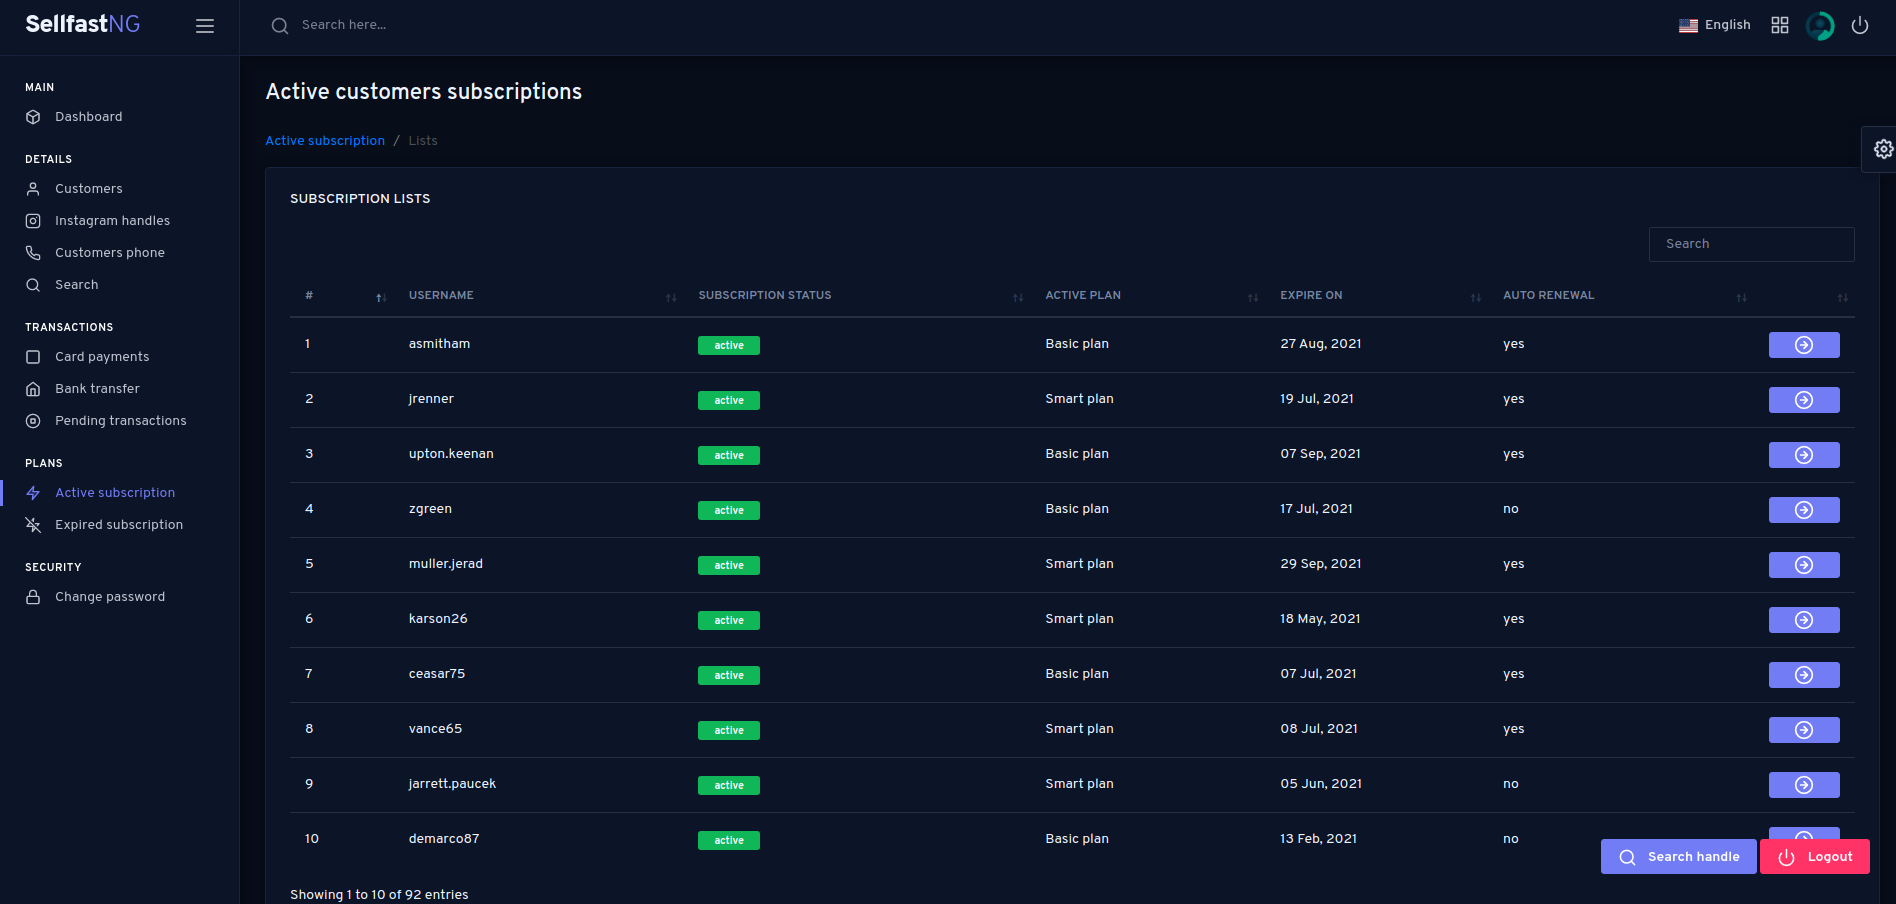 SellfastNG
Search here...
English
MAIN
Dashboard
DETAILS
Customers
Instagram handles
Customers phone
Search
TRANSACTIONS
Card payments
Bank transfer
Pending transactions
PLANS
Active subscription
Expired subscription
SECURITY
Change password
Active customers subscriptions
Active subscription / Lists
SUBSCRIPTION LISTS
Search
# USERNAME SUBSCRIPTION STATUS ACTIVE PLAN EXPIRE ON AUTO RENEWAL
1 asmitham active Basic plan 27 Aug, 2021 yes
2 jrenner active Smart plan 19 Jul, 2021 yes
3 upton.keenan active Basic plan 07 Sep, 2021 yes
4 zgreen active Basic plan 17 Jul, 2021 no
5 muller.jerad active Smart plan 29 Sep, 2021 yes
6 karson26 active Smart plan 18 May, 2021 yes
7 ceasar75 active Basic plan 07 Jul, 2021 yes
8 vance65 active Smart plan 08 Jul, 2021 yes
9 jarrett.paucek active Smart plan 05 Jun, 2021 no
10 demarco87 active Basic plan 13 Feb, 2021 no
Search handle
Logout
Showing 1 to 10 of 92 entries